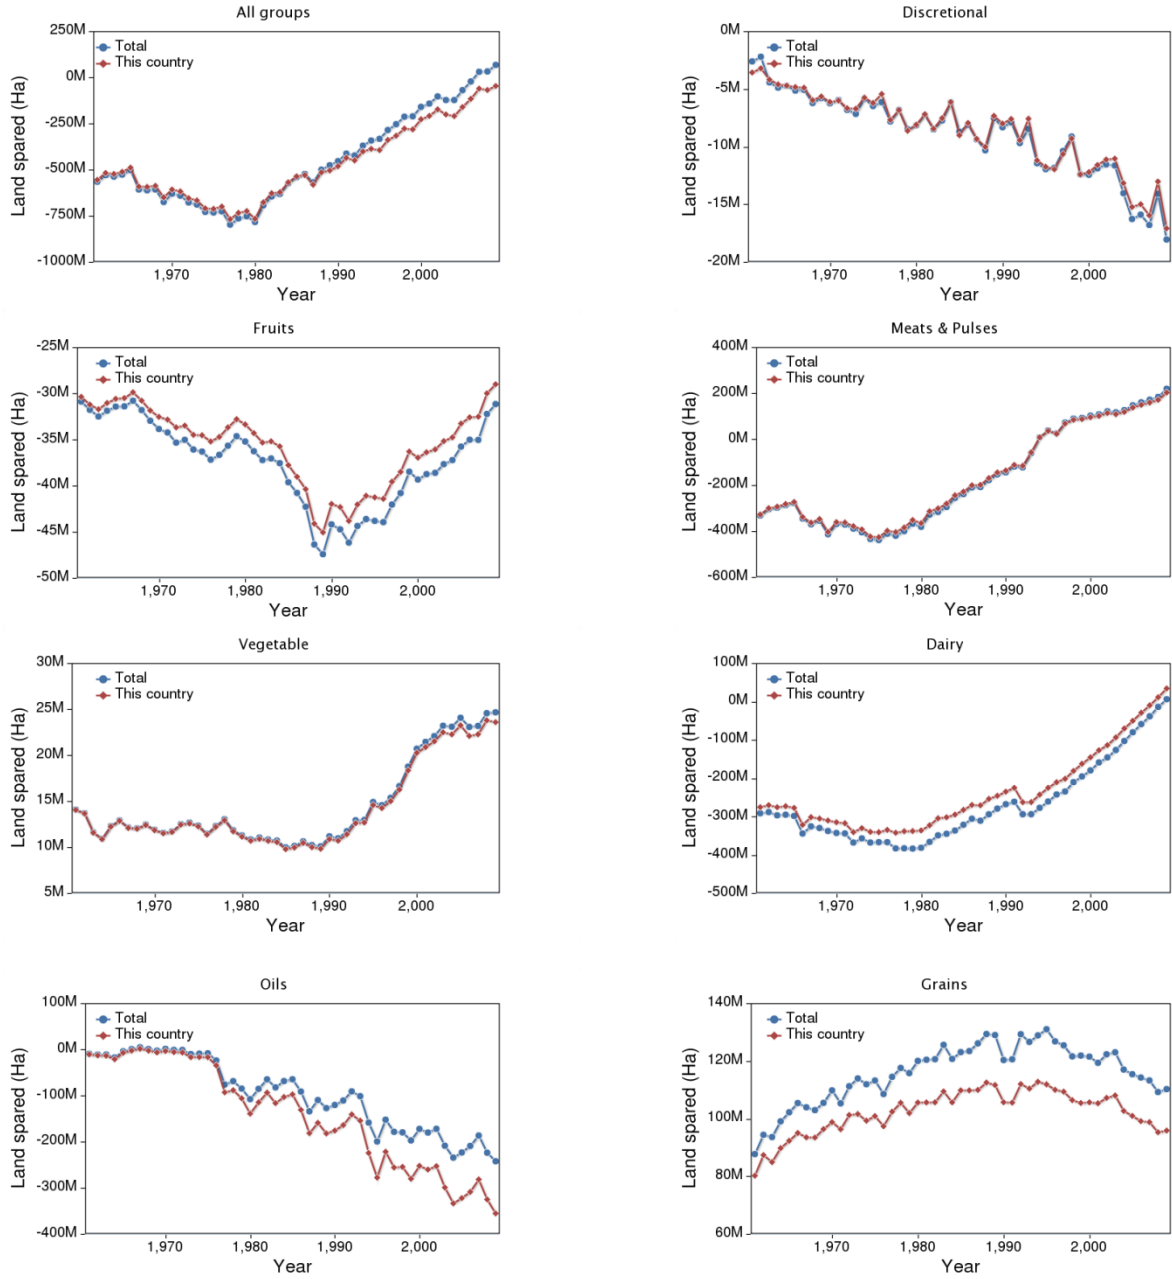 All groups
Total
This country
Land spared (Ha)
250M
0M
-250M
-500M
-750M
-1000M
1,970
1,980
1,990
2,000
Year
Discretional
Total
This country
Land spared (Ha)
0M
-5M
-10M
-15M
-20M
1,970
1,980
1,990
2,000
Year
Fruits
Total
This country
Land spared (Ha)
-25M
-30M
-35M
-40M
-45M
-50M
1,970
1,980
1,990
2,000
Year
Meats & Pulses
Total
This country
Land spared (Ha)
400M
200M
0M
-200M
-400M
-600M
1,970
1,980
1,990
2,000
Year
Vegetable
Total
This country
Land spared (Ha)
30M
25M
20M
15M
10M
5M
1,970
1,980
1,990
2,000
Year
Dairy
Total
This country
Land spared (Ha)
100M
0M
-100M
-200M
-300M
-400M
-500M
1,970
1,980
1,990
2,000
Year
Oils
Total
This country
Land spared (Ha)
100M
0M
-100M
-200M
-300M
-400M
1,970
1,980
1,990
2,000
Year
Grains
Total
This country
Land spared (Ha)
140M
120M
100M
80M
60M
1,970
1,980
1,990
2,000
Year